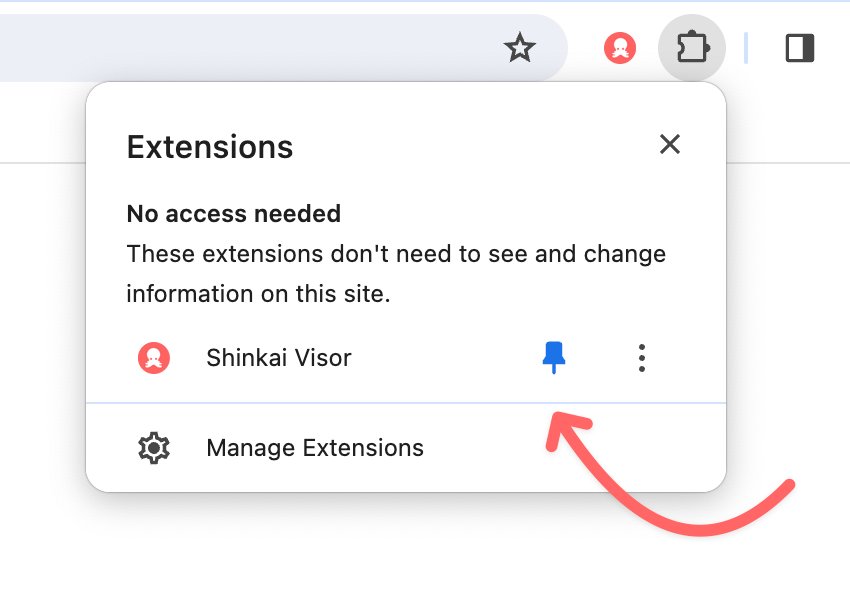 Extensions
No access needed
These extensions don't need to see and change
information on this site.
Shinkai Visor
Manage Extensions